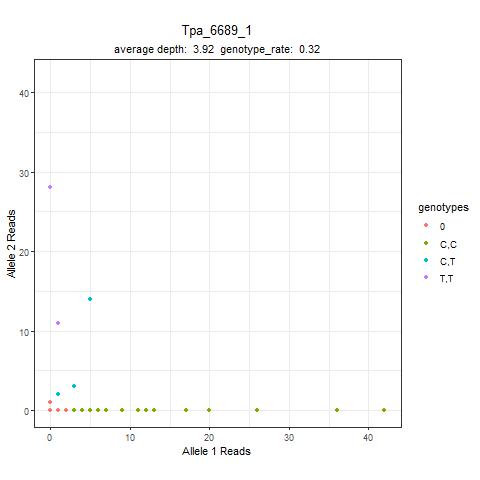 Tpa_6689_1
average depth: 3.92 genotype_rate: 0.32
Allele 2 Reads
40
30
20
10
0
0 10 20 30 40
Allele 1 Reads
genotypes
0
C,C
C,T
T,T